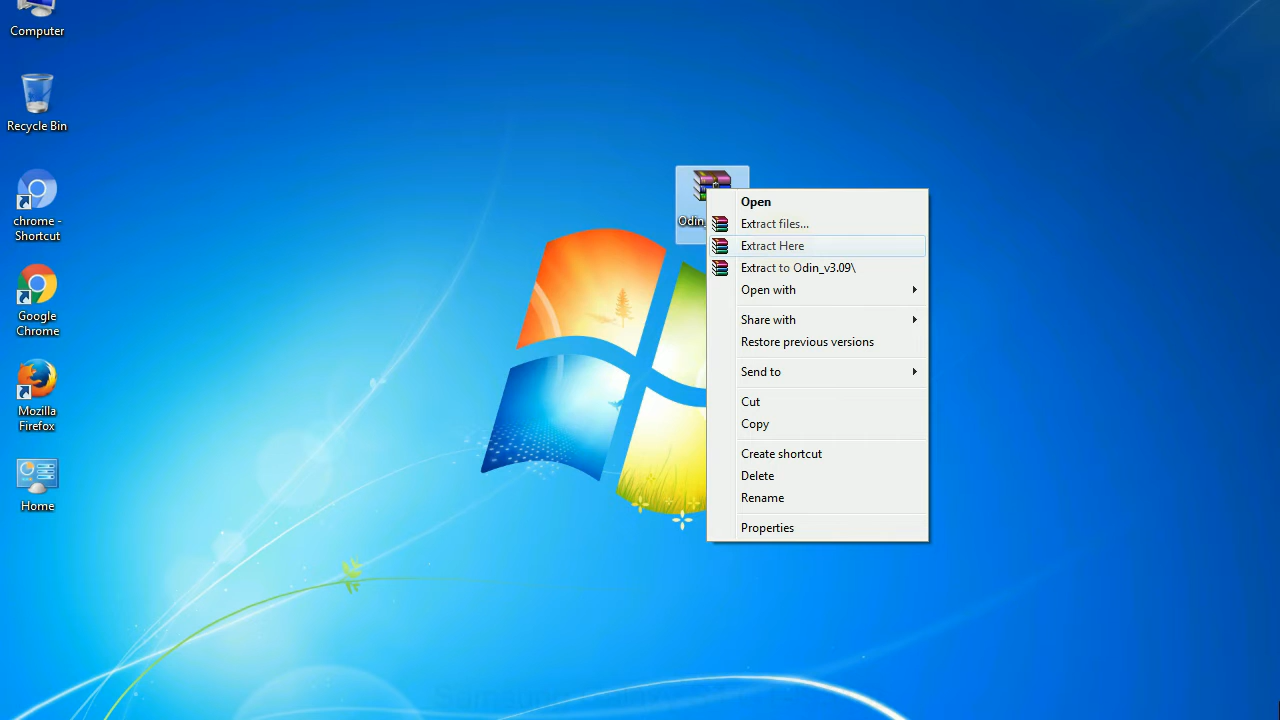 Computer
Recycle Bin
chrome -
Shortcut
Google
Chrome
Mozilla
Firefox
Home
Odin_
Open
Extract files...
Extract Here
Extract to Odin_v3.09\
Open with
Share with
Restore previous versions
Send to
Cut
Copy
Create shortcut
Delete
Rename
Properties